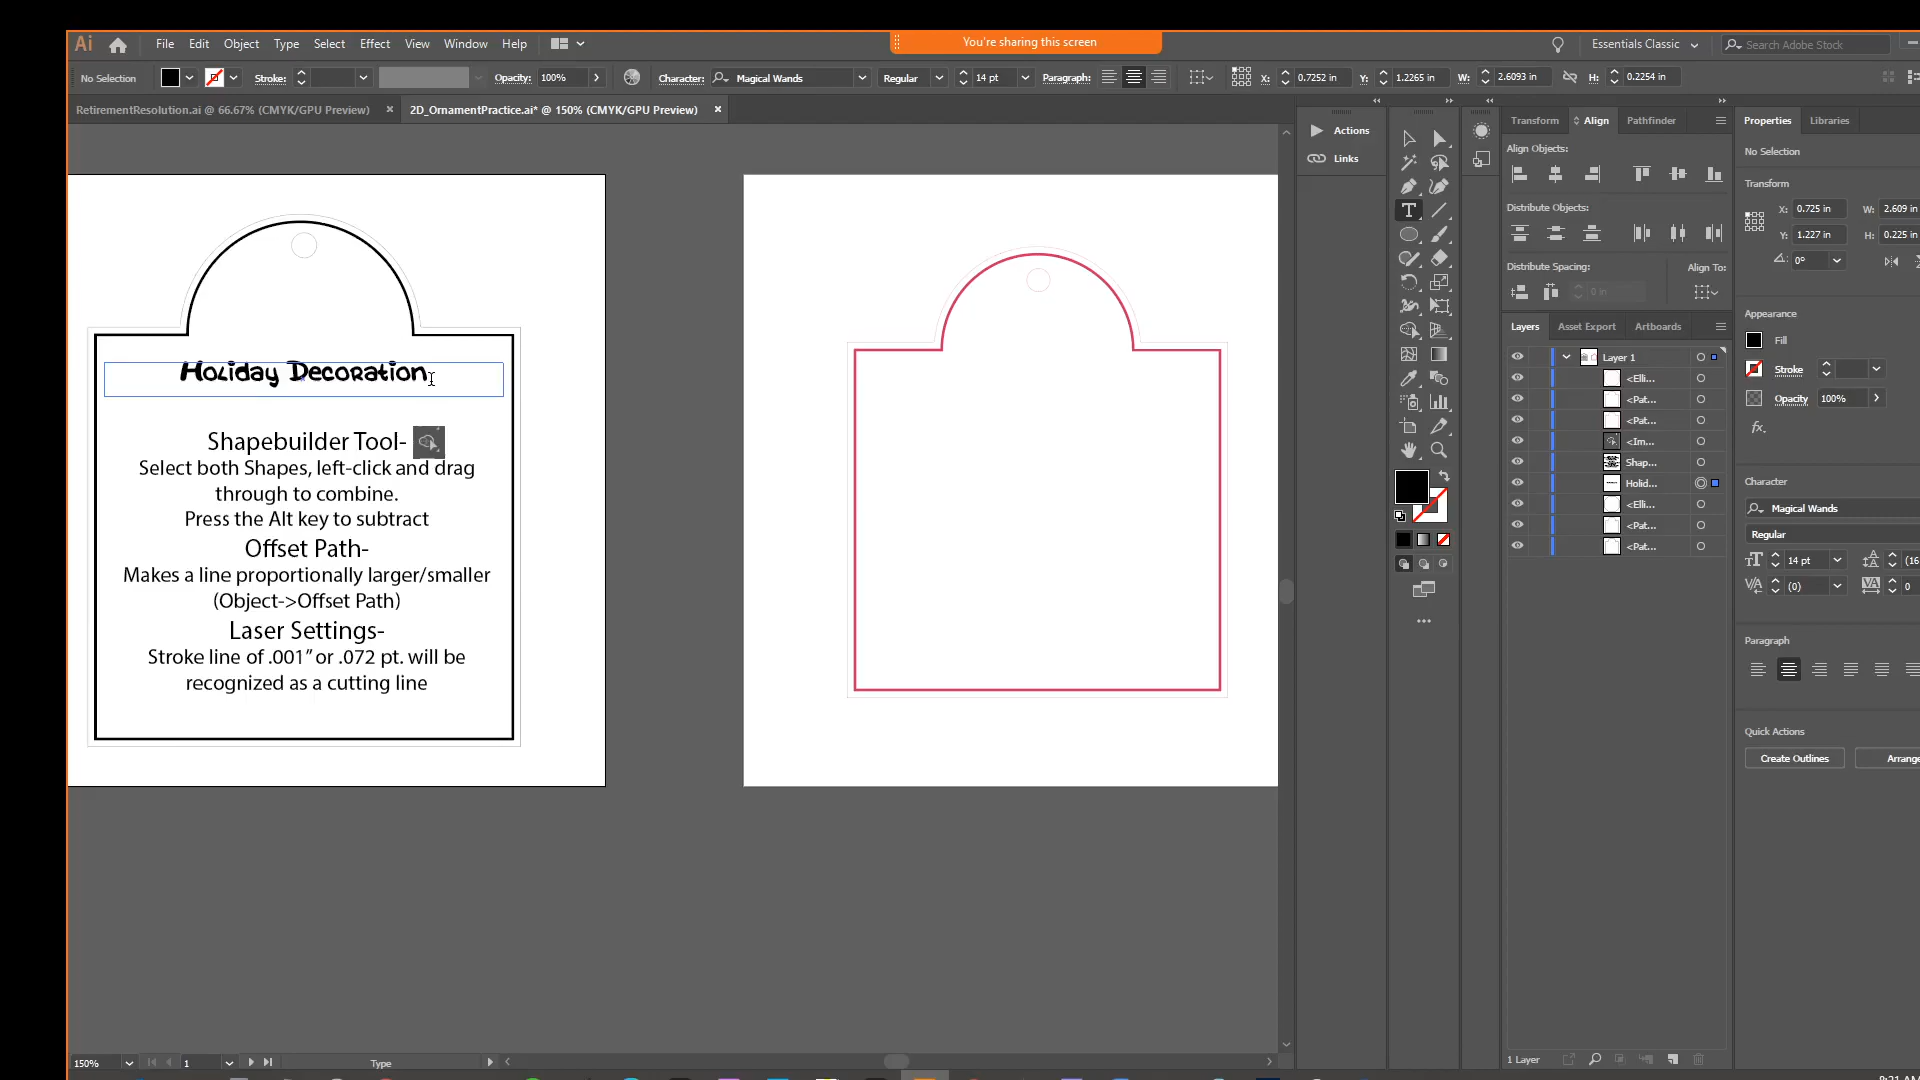 You're sharing this screen
Ai File Edit Object Type Select Effect View Window Help
Essentials Classic
Search Adobe Stock
No Selection Stroke: Opacity: 100% Character: Magical Wands Regular 14 pt Paragraph: X: 0.7252 in Y: 1.2265 in W: 2.6093 in H: 0.2254 in
RetirementResolution.ai @ 66.67% (CMYK/GPU Preview) × 2D_OrnamentPractice.ai* @ 150% (CMYK/GPU Preview) ×
Holiday Decoration
Shapebuilder Tool-
Select both Shapes, left-click and drag
through to combine.
Press the Alt key to subtract
Offset Path-
Makes a line proportionally larger/smaller
(Object->Offset Path)
Laser Settings-
Stroke line of .001” or .072 pt. will be
recognized as a cutting line
Actions
Links
Transform Align Pathfinder
Align Objects:
Distribute Objects:
Distribute Spacing: Align To:
0 in
Layers Asset Export Artboards
Layer 1
<Elli...
<Pat...
<Pat...
<Im...
Shap...
Holid...
<Elli...
<Pat...
<Pat...
1 Layer
Properties Libraries
No Selection
Transform
X: 0.725 in W: 2.609 in
Y: 1.227 in H: 0.225 in
0°
Appearance
Fill
Stroke
Opacity 100%
fx.
Character
Magical Wands
Regular
14 pt (16
(0) 0
Paragraph
Quick Actions
Create Outlines Arrange
150% 1 Type